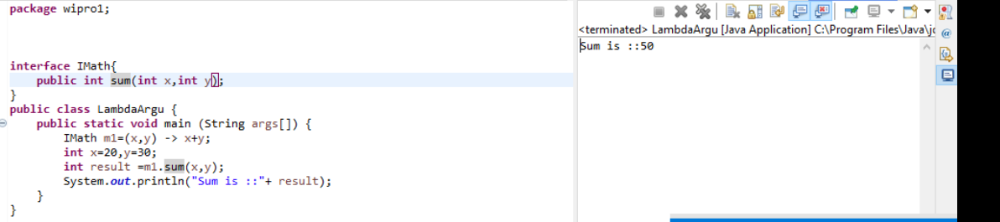 package wipro1;
interface IMath{
    public int sum(int x,int y);
}
public class LambdaArgu {
    public static void main (String args[]) {
        IMath m1=(x,y) -> x+y;
        int x=20,y=30;
        int result =m1.sum(x,y);
        System.out.println("Sum is ::"+ result);
    }
}
<terminated> LambdaArgu [Java Application] C:\Program Files\Java\jc
Sum is ::50